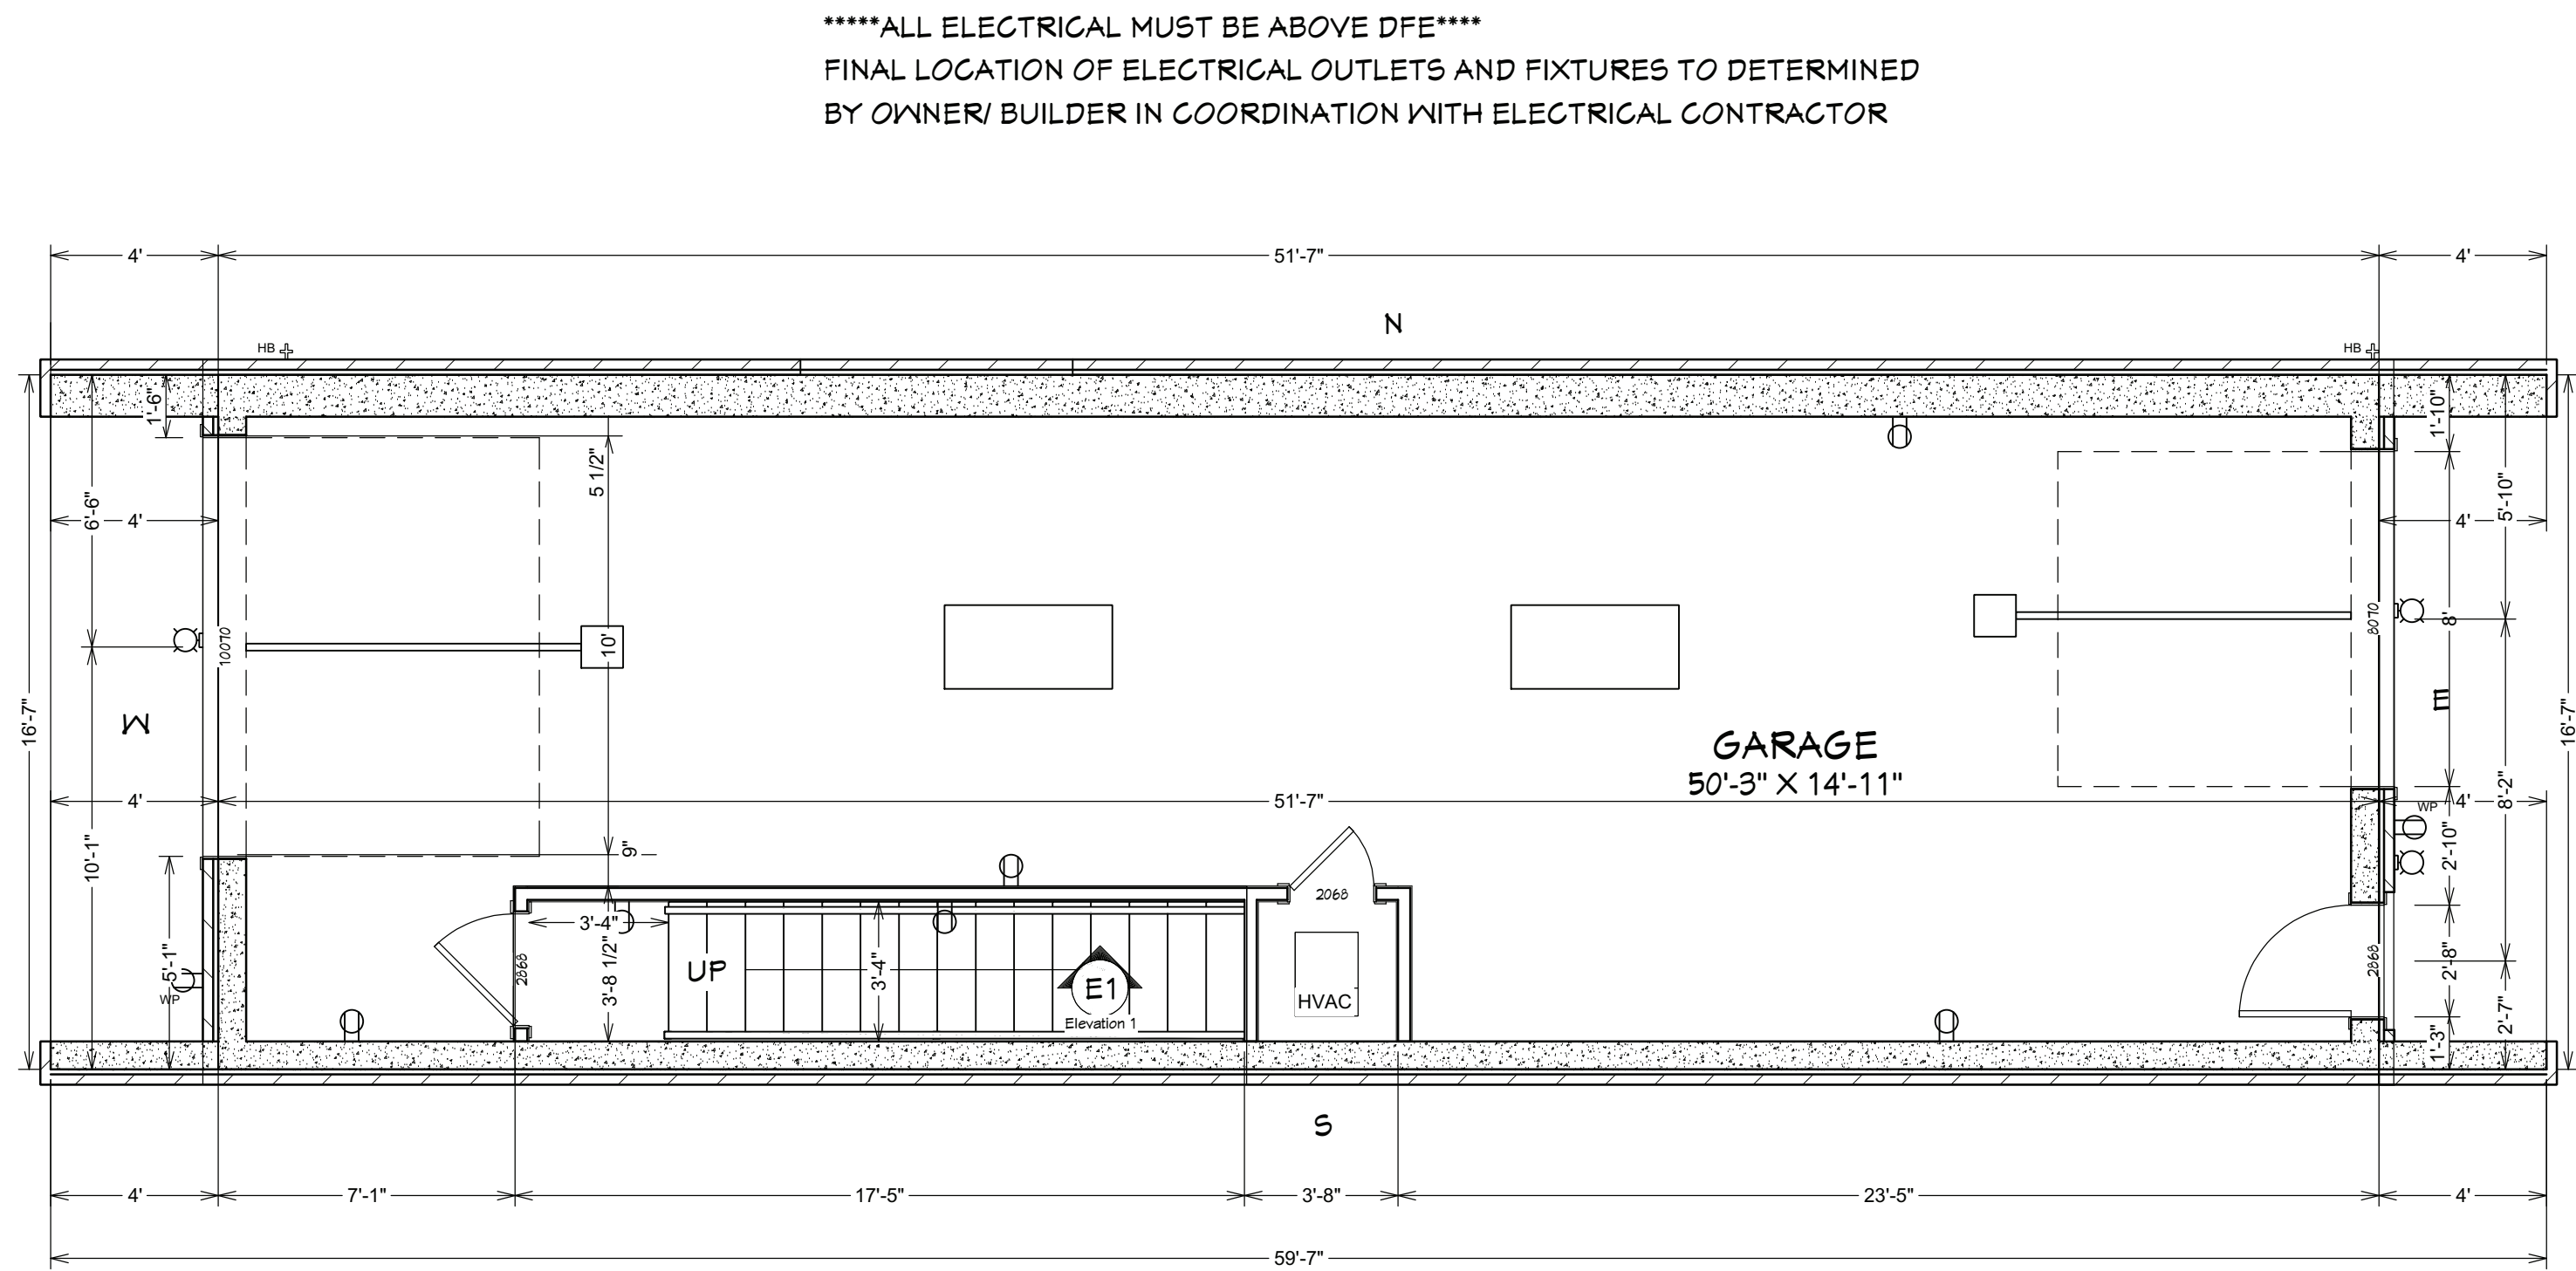 *****ALL ELECTRICAL MUST BE ABOVE DFE****
FINAL LOCATION OF ELECTRICAL OUTLETS AND FIXTURES TO DETERMINED
BY OWNER/ BUILDER IN COORDINATION WITH ELECTRICAL CONTRACTOR
4'
51'-7"
4'
N
HB
HB
1'-6"
1'-10"
5 1/2"
6'-6"
5'-10"
4'
4'
10070
10'
8070
8'
16'-7"
W
E
16'-7"
GARAGE
50'-3" X 14'-11"
4'
51'-7"
4'
8'-2"
WP
10'-1"
9"
2'-10"
2068
3'-4"
5'-1"
2868
3'-8 1/2"
UP
3'-4"
E1
Elevation 1
HVAC
2868
2'-8"
WP
1'-3"
2'-7"
S
4'
7'-1"
17'-5"
3'-8"
23'-5"
4'
59'-7"